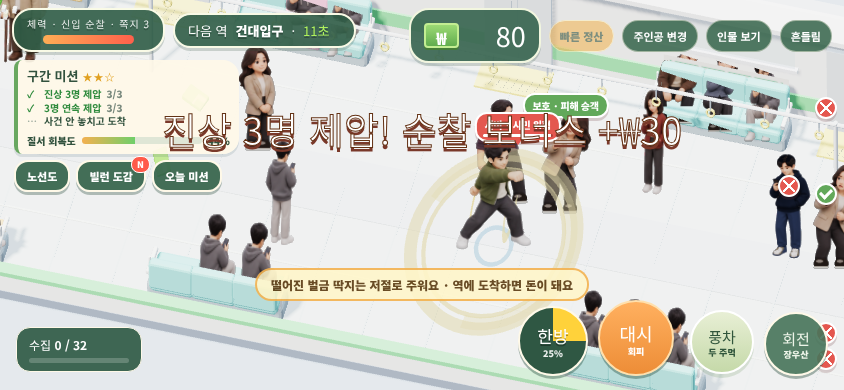 체력 · 신입 순찰 · 쪽지 3
다음 역 건대입구 · 11초
₩ 80
빠른 정산
주인공 변경
인물 보기
흔들림
구간 미션 ★★☆
✓ 진상 3명 제압 3/3
✓ 3명 연속 제압 3/3
··· 사건 안 놓치고 도착
질서 회복도
보호 · 피해 승객
진상 3명 제압! 순찰 보너스 +₩30
노선도
빌런 도감
N
오늘 미션
떨어진 벌금 딱지는 저절로 주워요 · 역에 도착하면 돈이 돼요
수집 0 / 32
한방
25%
대시
회피
풍차
두 주먹
회전
장우산